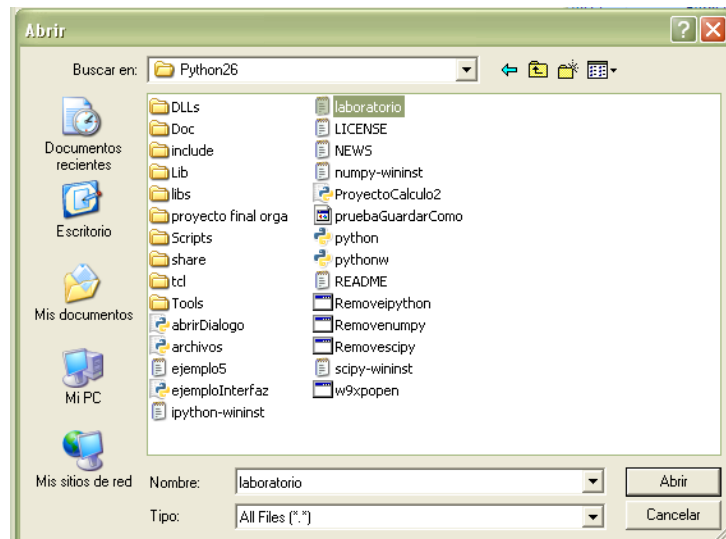 Abrir
Buscar en: Python26
Documentos
recientes
Escritorio
Mis documentos
Mi PC
Mis sitios de red
DLLs
Doc
include
Lib
libs
proyecto final orga
Scripts
share
tcl
Tools
abrirDialogo
archivos
ejemplo5
ejemploInterfaz
ipython-wininst
laboratorio
LICENSE
NEWS
numpy-wininst
ProyectoCalculo2
pruebaGuardarComo
python
pythonw
README
Removeipython
Removenumpy
Removescipy
scipy-wininst
w9xpopen
Nombre: laboratorio Abrir
Tipo: All Files (*.*) Cancelar